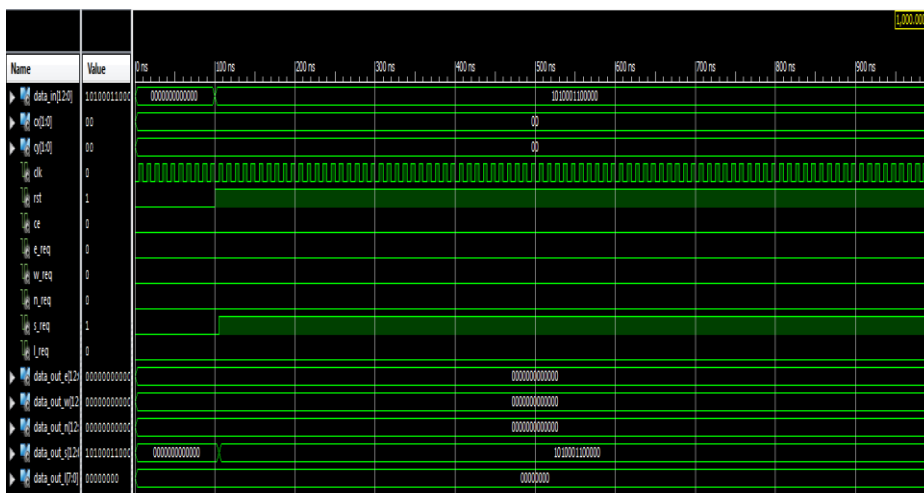 1,000.000
Name Value 0 ns 100 ns 200 ns 300 ns 400 ns 500 ns 600 ns 700 ns 800 ns 900 ns
data_in[12:0] 10100011000 0000000000000 1010001100000
cx[1:0] 00 00
cy[1:0] 00 00
clk 0
rst 1
ce 0
e_req 0
w_req 0
n_req 0
s_req 1
l_req 0
data_out_e[12: 00000000000 0000000000000
data_out_w[12 00000000000 0000000000000
data_out_n[12: 00000000000 0000000000000
data_out_s[12:0 10100011000 0000000000000 1010001100000
data_out_l[7:0] 00000000 00000000